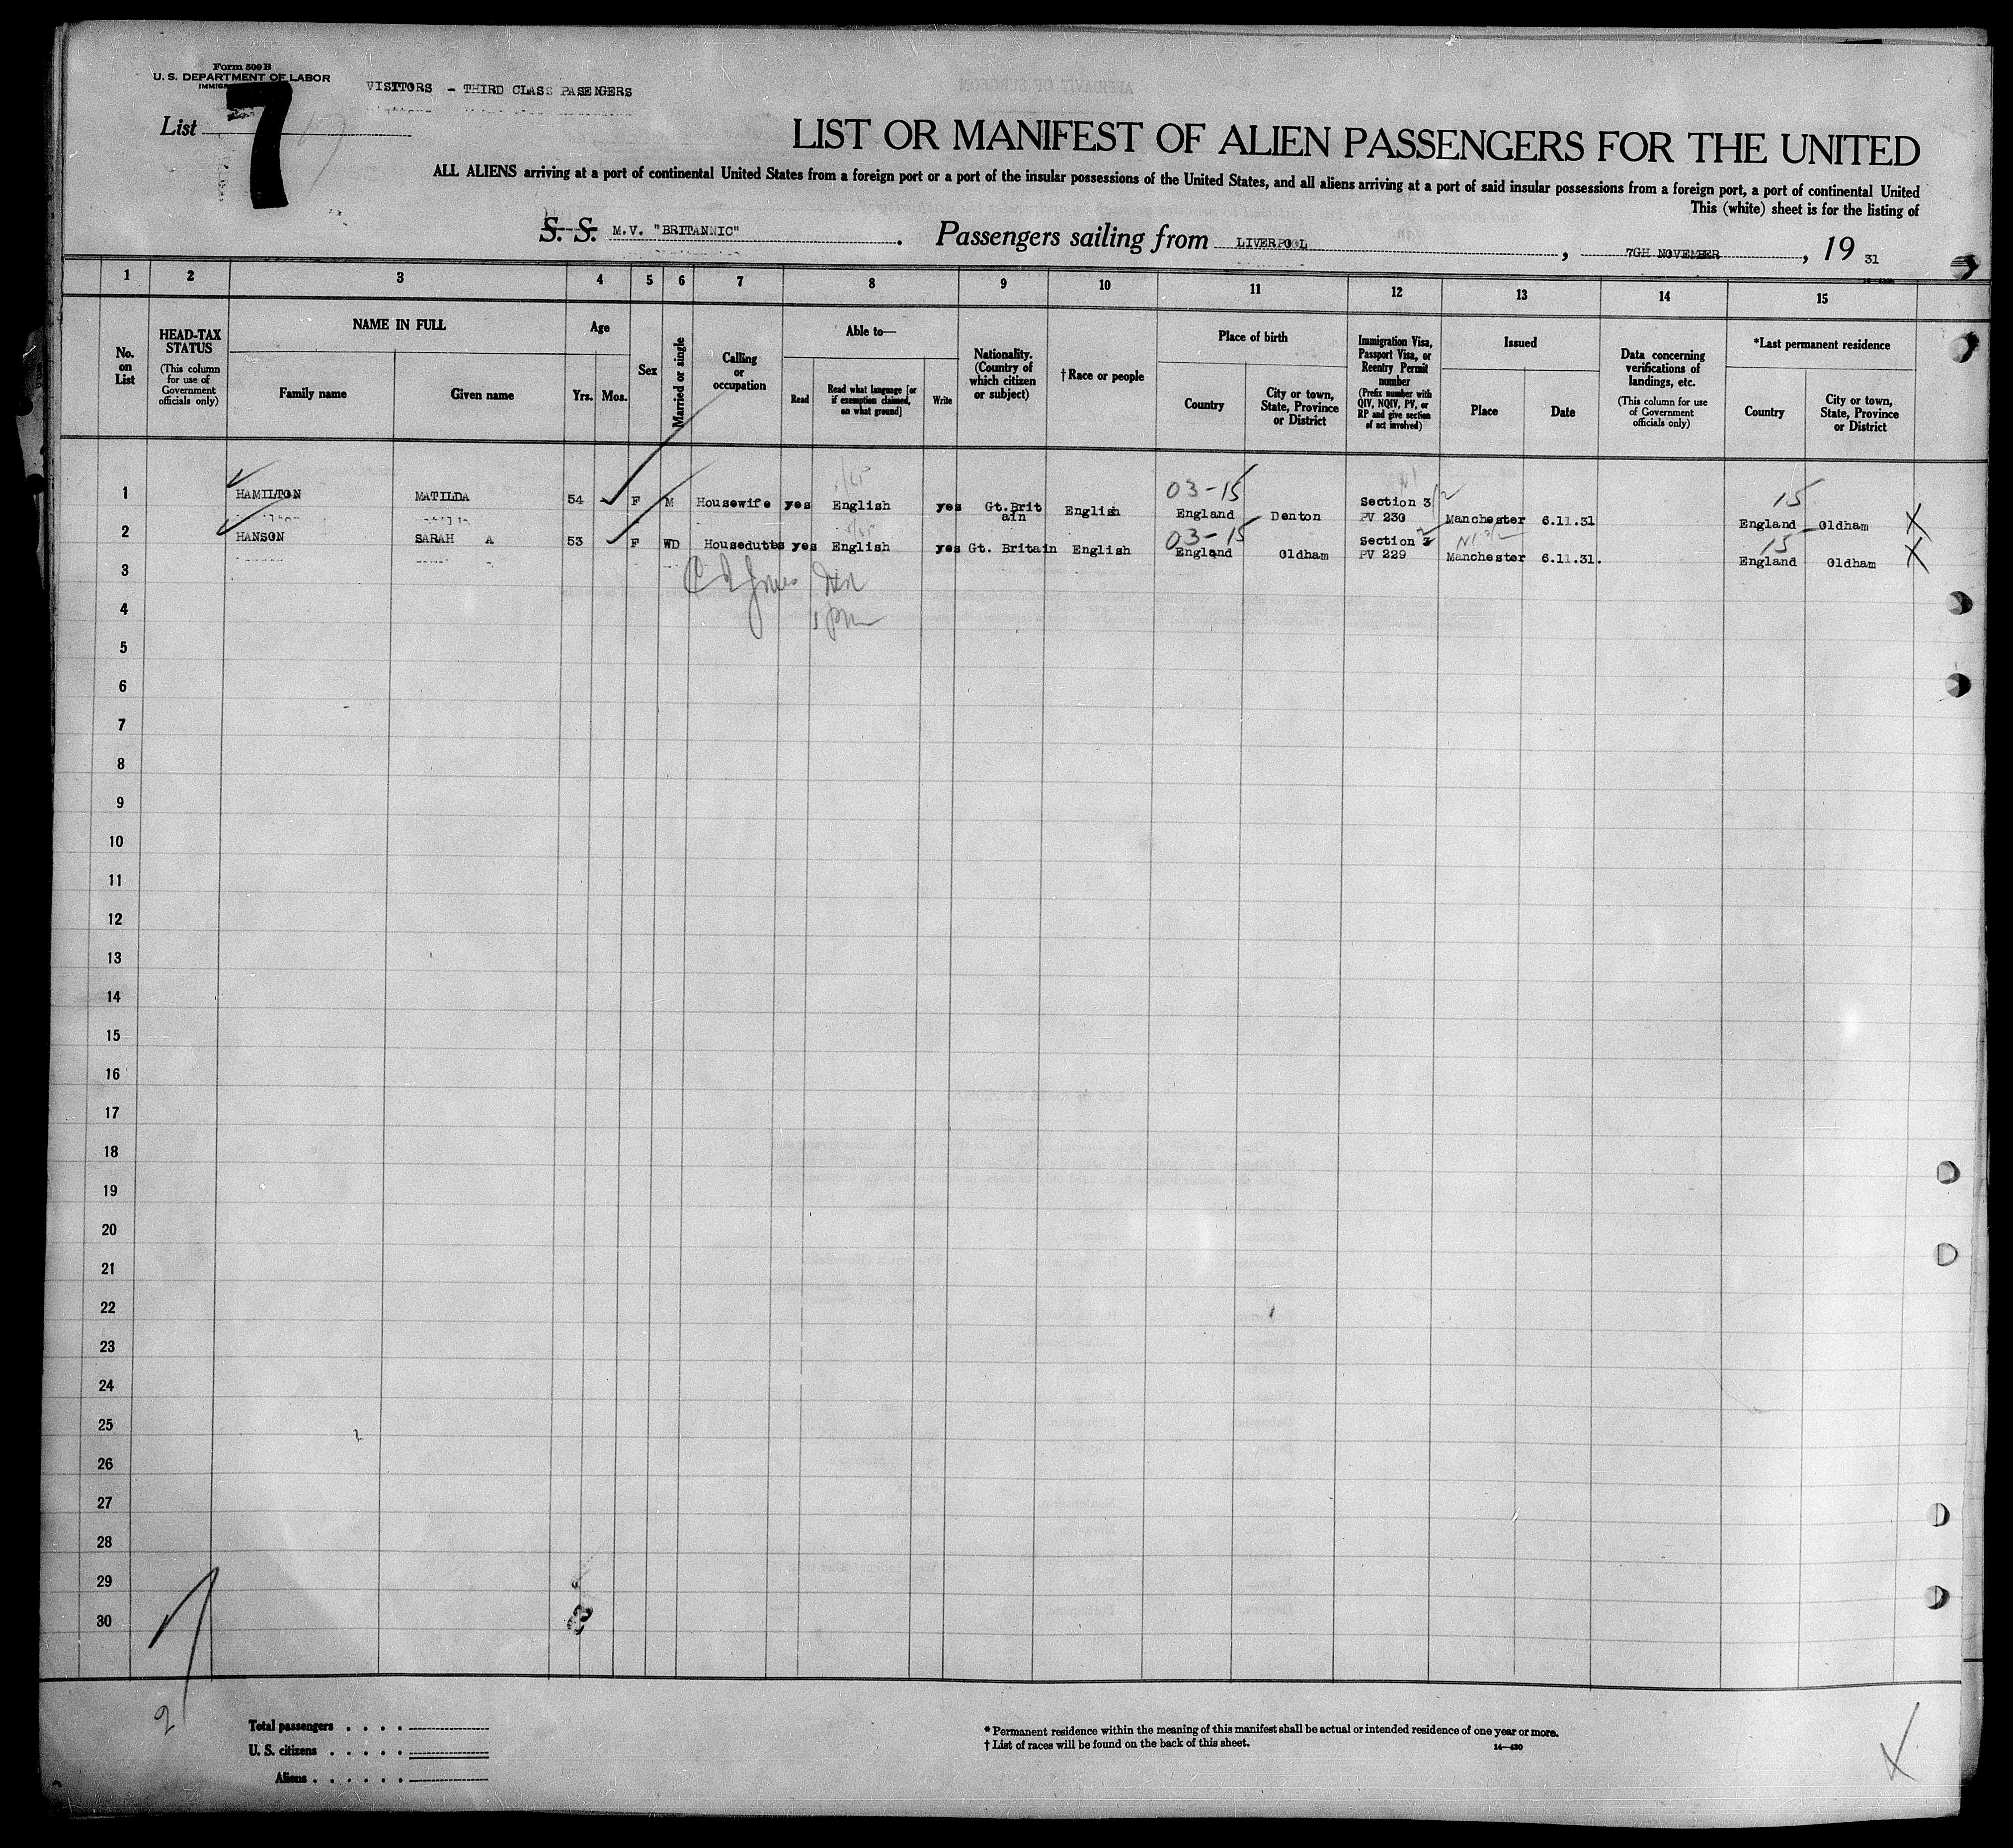 Form 500 B
U. S. DEPARTMENT OF LABOR
VISITORS - THIRD CLASS PASENGERS
List 7
LIST OR MANIFEST OF ALIEN PASSENGERS FOR THE UNITED
ALL ALIENS arriving at a port of continental United States from a foreign port or a port of the insular possessions of the United States, and all aliens arriving at a port of said insular possessions from a foreign port, a port of continental United
This (white) sheet is for the listing of
S. S. M.V. "BRITANNIC" . Passengers sailing from LIVERPOOL , 7GH NOVEMBER , 19 31
1 2 3 4 5 6 7 8 9 10 11 12 13 14 15
No. on List
HEAD-TAX STATUS
(This column for use of Government officials only)
NAME IN FULL
Family name
Given name
Age
Yrs. Mos.
Sex
Married or single
Calling or occupation
Able to—
Read
Read what language [or if exemption claimed, on what ground]
Write
Nationality. (Country of which citizen or subject)
† Race or people
Place of birth
Country
City or town, State, Province or District
Immigration Visa, Passport Visa, or Reentry Permit number
(Prefix number with QIV, NQIV, PV, or RP and give section of act involved)
Issued
Place
Date
Data concerning verifications of landings, etc.
(This column for use of Government officials only)
*Last permanent residence
Country
City or town, State, Province or District
03-15 15
1 HAMILTON MATILDA 54 F M Housewife yes English yes Gt.Brit ain English England Denton Section 3 PV 230 Manchester 6.11.31 England Oldham X
03-15 15
2 HANSON SARAH A 53 F WD Housedutes yes English yes Gt. Britain English England Oldham Section 3 PV 229 Manchester 6.11.31. England Oldham X
3
4
5
6
7
8
9
10
11
12
13
14
15
16
17
18
19
20
21
22
23
24
25
26
27
28
29
30
2
Total passengers . . . .
U. S. citizens . . . . .
Aliens . . . . . .
* Permanent residence within the meaning of this manifest shall be actual or intended residence of one year or more.
† List of races will be found on the back of this sheet.
14—430